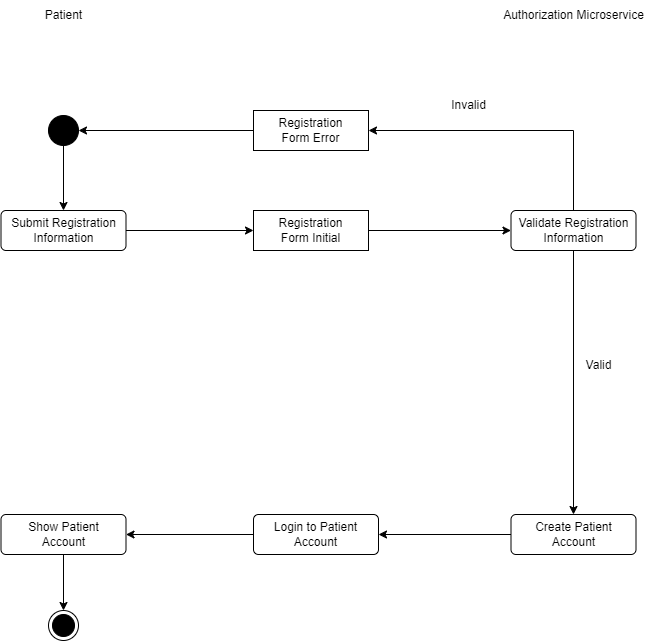 Patient
Authorization Microservice
Invalid
Registration
Form Error
Submit Registration
Information
Registration
Form Initial
Validate Registration
Information
Valid
Show Patient
Account
Login to Patient
Account
Create Patient
Account